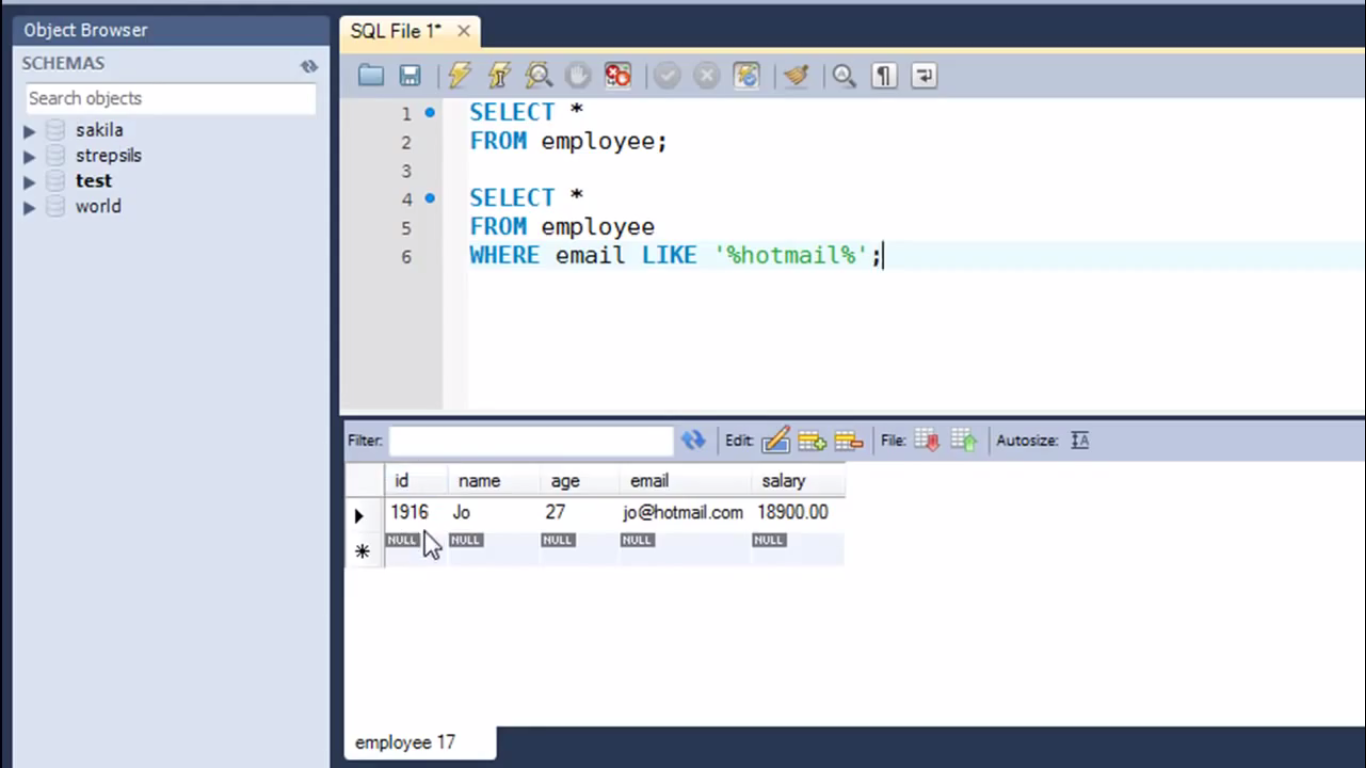 Object Browser
SCHEMAS
Search objects
sakila
strepsils
test
world
SQL File 1*
1 SELECT *
2 FROM employee;
3
4 SELECT *
5 FROM employee
6 WHERE email LIKE '%hotmail%';
Filter: Edit: File: Autosize:
id name age email salary
1916 Jo 27 jo@hotmail.com 18900.00
NULL NULL NULL NULL NULL
employee 17